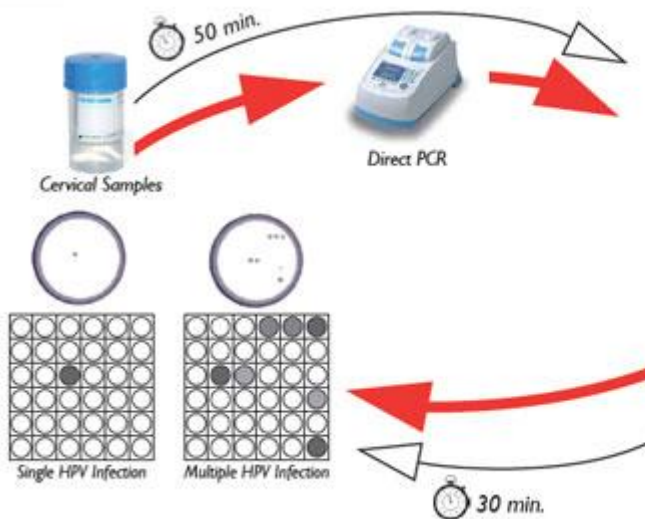 50 min.
Cervical Samples
Direct PCR
Single HPV Infection
Multiple HPV Infection
30 min.